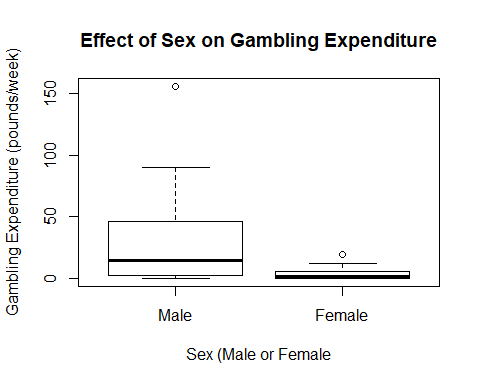 Effect of Sex on Gambling Expenditure
Gambling Expenditure (pounds/week)
150
100
50
0
Male
Female
Sex (Male or Female